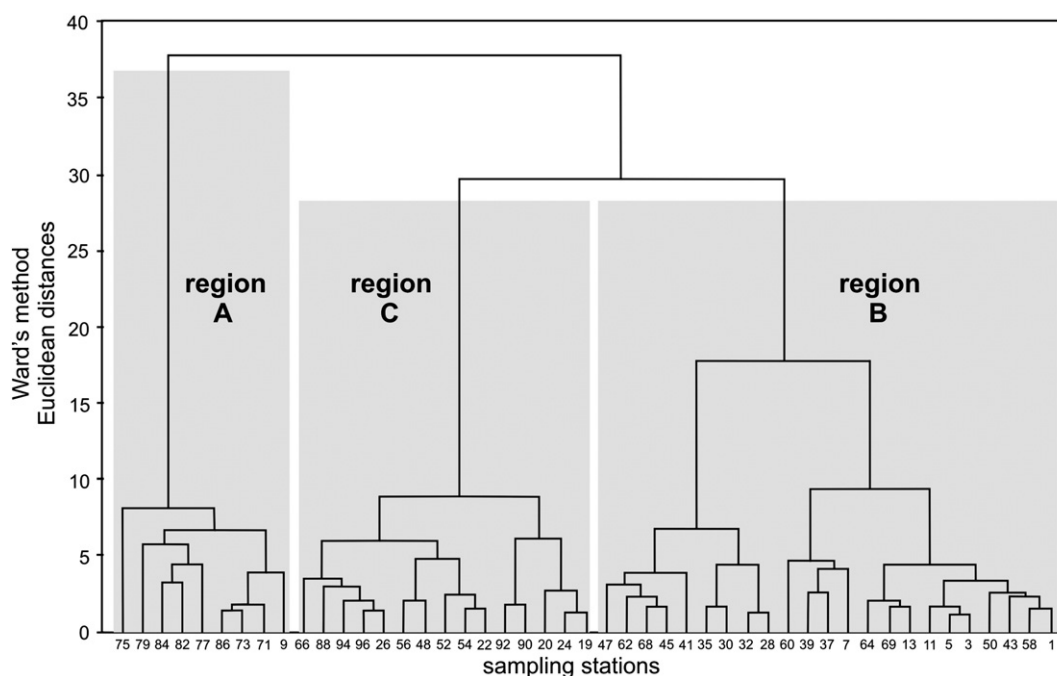 40
35
30
25
20
15
10
5
0
Ward's method
Euclidean distances
region
A
region
C
region
B
75 79 84 82 77 86 73 71 9 66 88 94 96 26 56 48 52 54 22 92 90 20 24 19 47 62 68 45 41 35 30 32 28 60 39 37 7 64 69 13 11 5 3 50 43 58 1
sampling stations